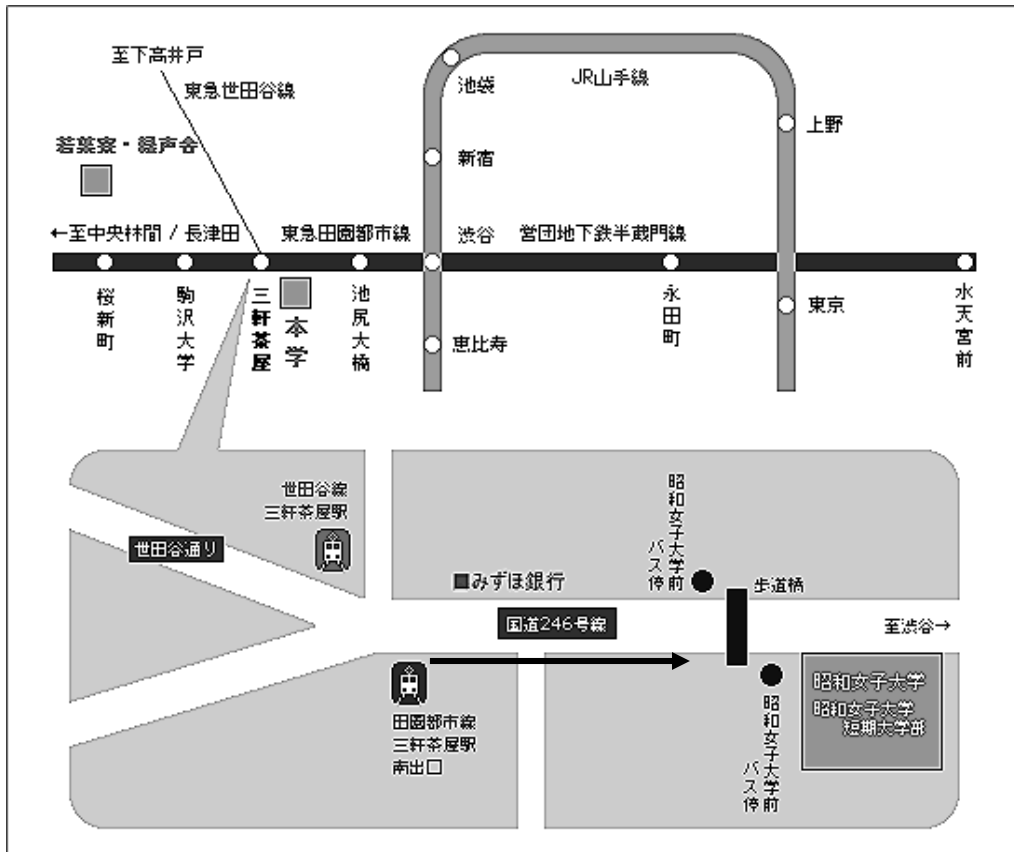 至下高井戸
東急世田谷線
池袋
JR山手線
上野
若葉寮・緑声会
新宿
←至中央林間 / 長津田
東急田園都市線
渋谷
営団地下鉄半蔵門線
桜新町
駒沢大学
三軒茶屋
本学
池尻大橋
恵比寿
永田町
東京
水天宮前
世田谷線
三軒茶屋駅
昭和女子大学前
バス停
世田谷通り
■みずほ銀行
歩道橋
国道246号線
至渋谷→
田園都市線
三軒茶屋駅
南出口
昭和女子大学前
バス停
昭和女子大学
昭和女子大学
短期大学部